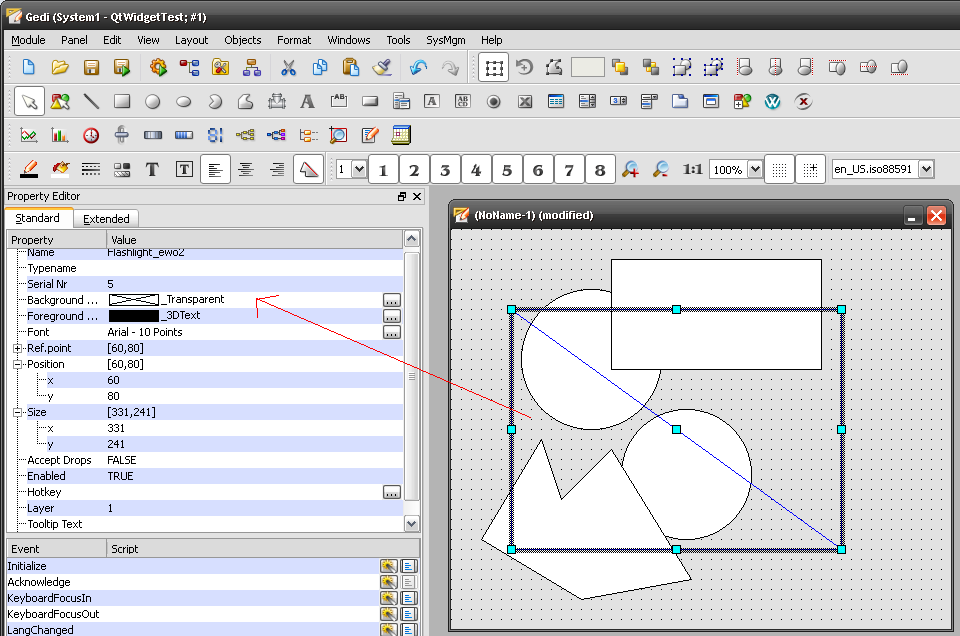 Gedi (System1 - QtWidgetTest; #1)
Module Panel Edit View Layout Objects Format Windows Tools SysMgm Help
A AB
A AB
T T 1 1 2 3 4 5 6 7 8 1:1 100% en_US.iso88591
Property Editor
Standard Extended
Property Value
Name Flashlight_ewo2
Typename
Serial Nr 5
Background ... _Transparent ...
Foreground ... _3DText ...
Font Arial - 10 Points ...
Ref.point [60,80]
Position [60,80]
x 60
y 80
Size [331,241]
x 331
y 241
Accept Drops FALSE
Enabled TRUE
Hotkey ...
Layer 1
Tooltip Text
Event Script
Initialize
Acknowledge
KeyboardFocusIn
KeyboardFocusOut
LangChanged
(NoName-1) (modified)